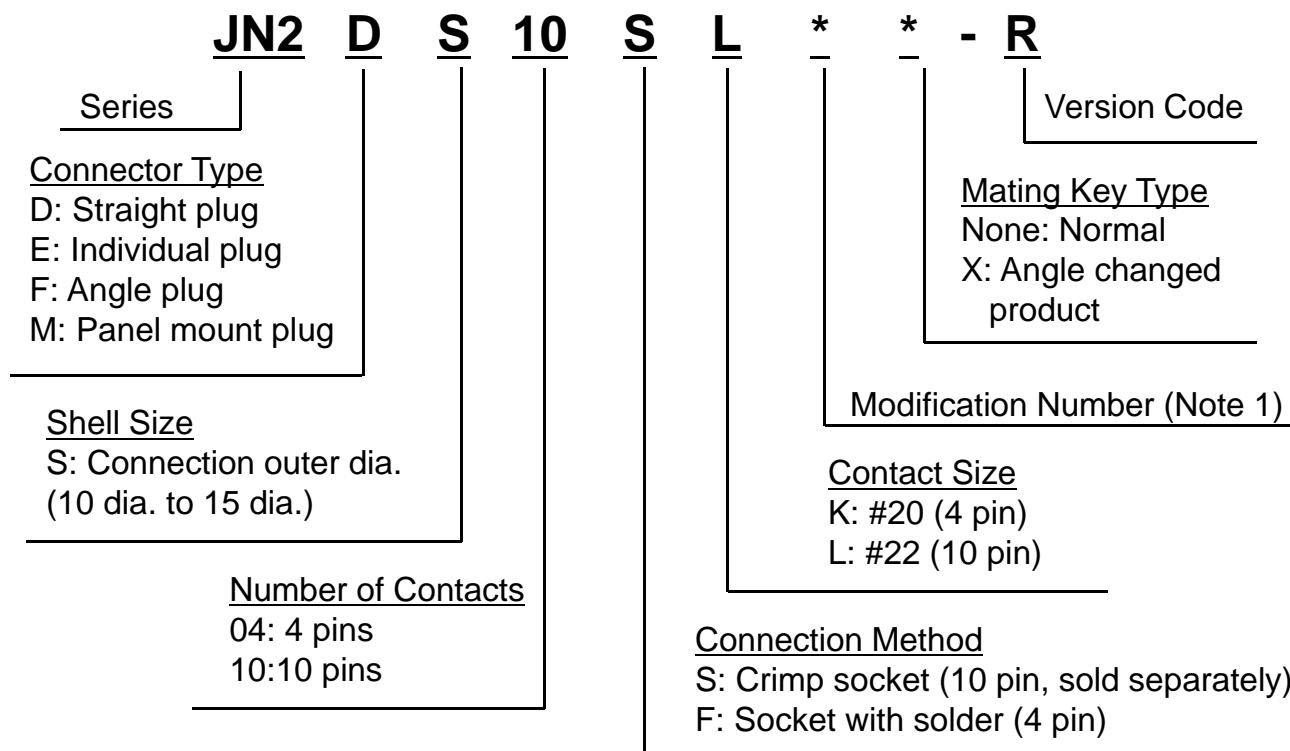 JN2 D S 10 S L * * - R
Series
Version Code
Connector Type
D: Straight plug
E: Individual plug
F: Angle plug
M: Panel mount plug
Mating Key Type
None: Normal
X: Angle changed
product
Shell Size
S: Connection outer dia.
(10 dia. to 15 dia.)
Modification Number (Note 1)
Contact Size
K: #20 (4 pin)
L: #22 (10 pin)
Number of Contacts
04: 4 pins
10:10 pins
Connection Method
S: Crimp socket (10 pin, sold separately)
F: Socket with solder (4 pin)